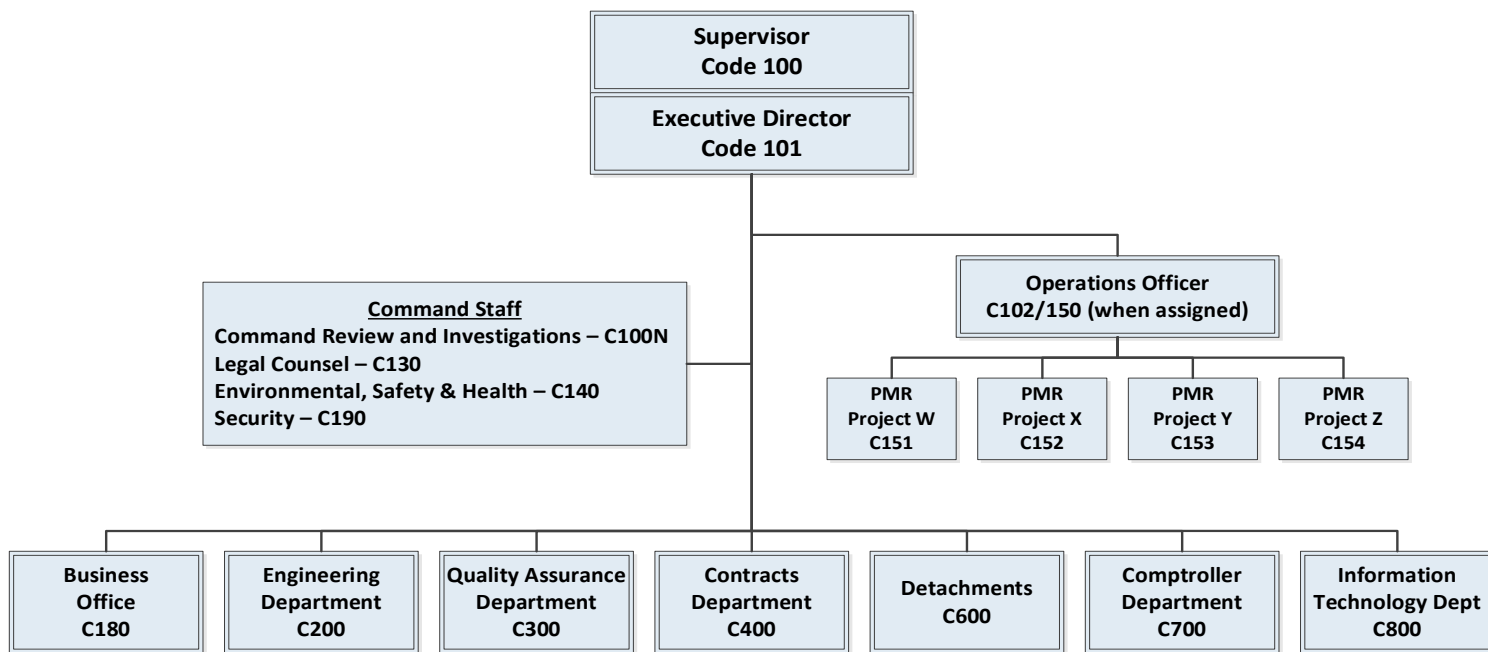 Supervisor
Code 100
Executive Director
Code 101
Operations Officer
C102/150 (when assigned)
Command Staff
Command Review and Investigations – C100N
Legal Counsel – C130
Environmental, Safety & Health – C140
Security – C190
PMR
Project W
C151
PMR
Project X
C152
PMR
Project Y
C153
PMR
Project Z
C154
Business
Office
C180
Engineering
Department
C200
Quality Assurance
Department
C300
Contracts
Department
C400
Detachments
C600
Comptroller
Department
C700
Information
Technology Dept
C800